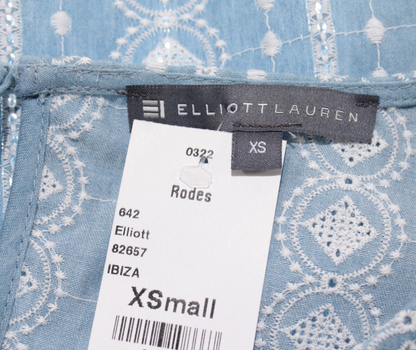 ELLIOTTLAUREN
XS
0322
Rodes
642
Elliott
82657
IBIZA
XSmall